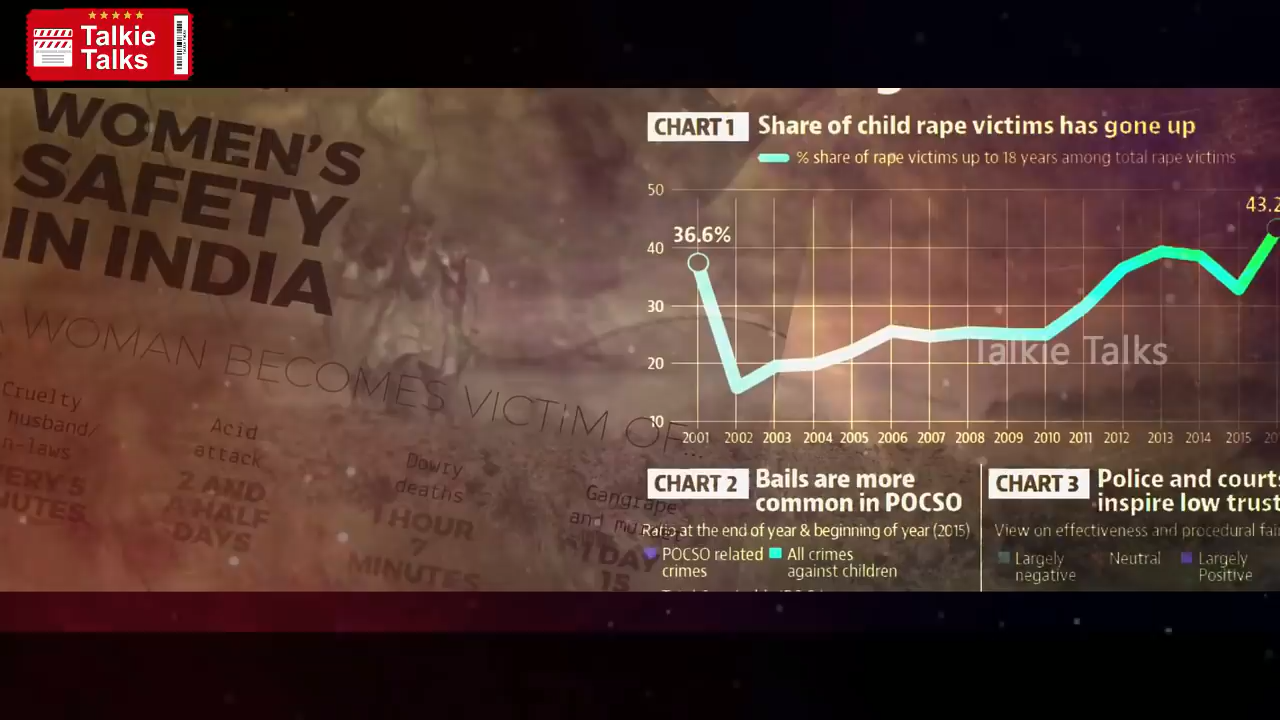 Talkie
Talks
WOMEN'S
SAFETY
IN INDIA
A WOMAN BECOMES VICTIM OF...
Cruelty
husband/
n-laws
Acid
attack
2 AND
HALF
DAYS
Dowry
deaths
1 HOUR
7
MINUTES
Gangrape
and
1 DAY
15
CHART 1
Share of child rape victims has gone up
% share of rape victims up to 18 years among total rape victims
50
40
30
20
10
36.6%
43.2
2001 2002 2003 2004 2005 2006 2007 2008 2009 2010 2011 2012 2013 2014 2015 20
Talkie Talks
CHART 2
Bails are more
common in POCSO
Ratio at the end of year & beginning of year (2015)
POCSO related
crimes
All crimes
against children
CHART 3
Police and courts
inspire low trust
View on effectiveness and procedural fai
Largely
negative
Neutral
Largely
Positive